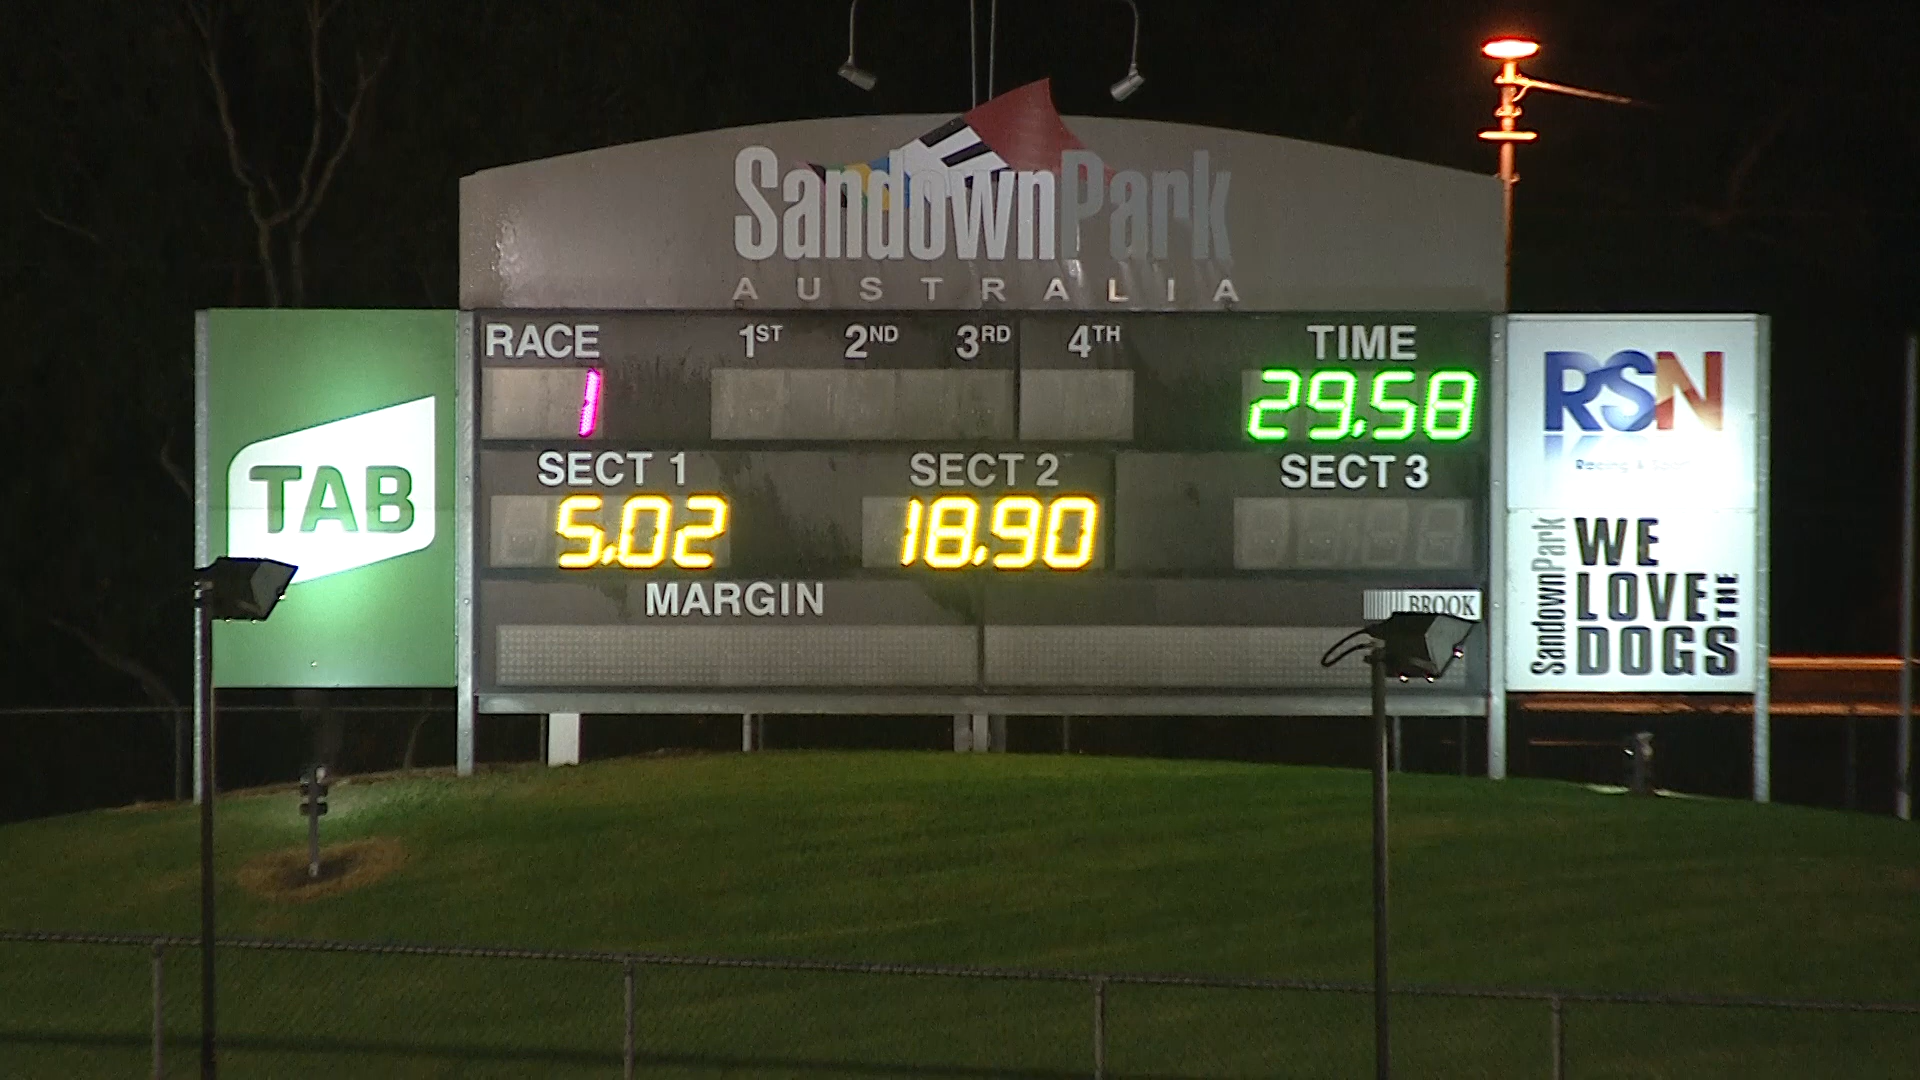 SandownPark
AUSTRALIA
RACE 1ST 2ND 3RD 4TH TIME
1 29.58
SECT 1 SECT 2 SECT 3
5.02 18.90
MARGIN
BROOK
TAB
RSN
SandownPark
WE
LOVE THE
DOGS